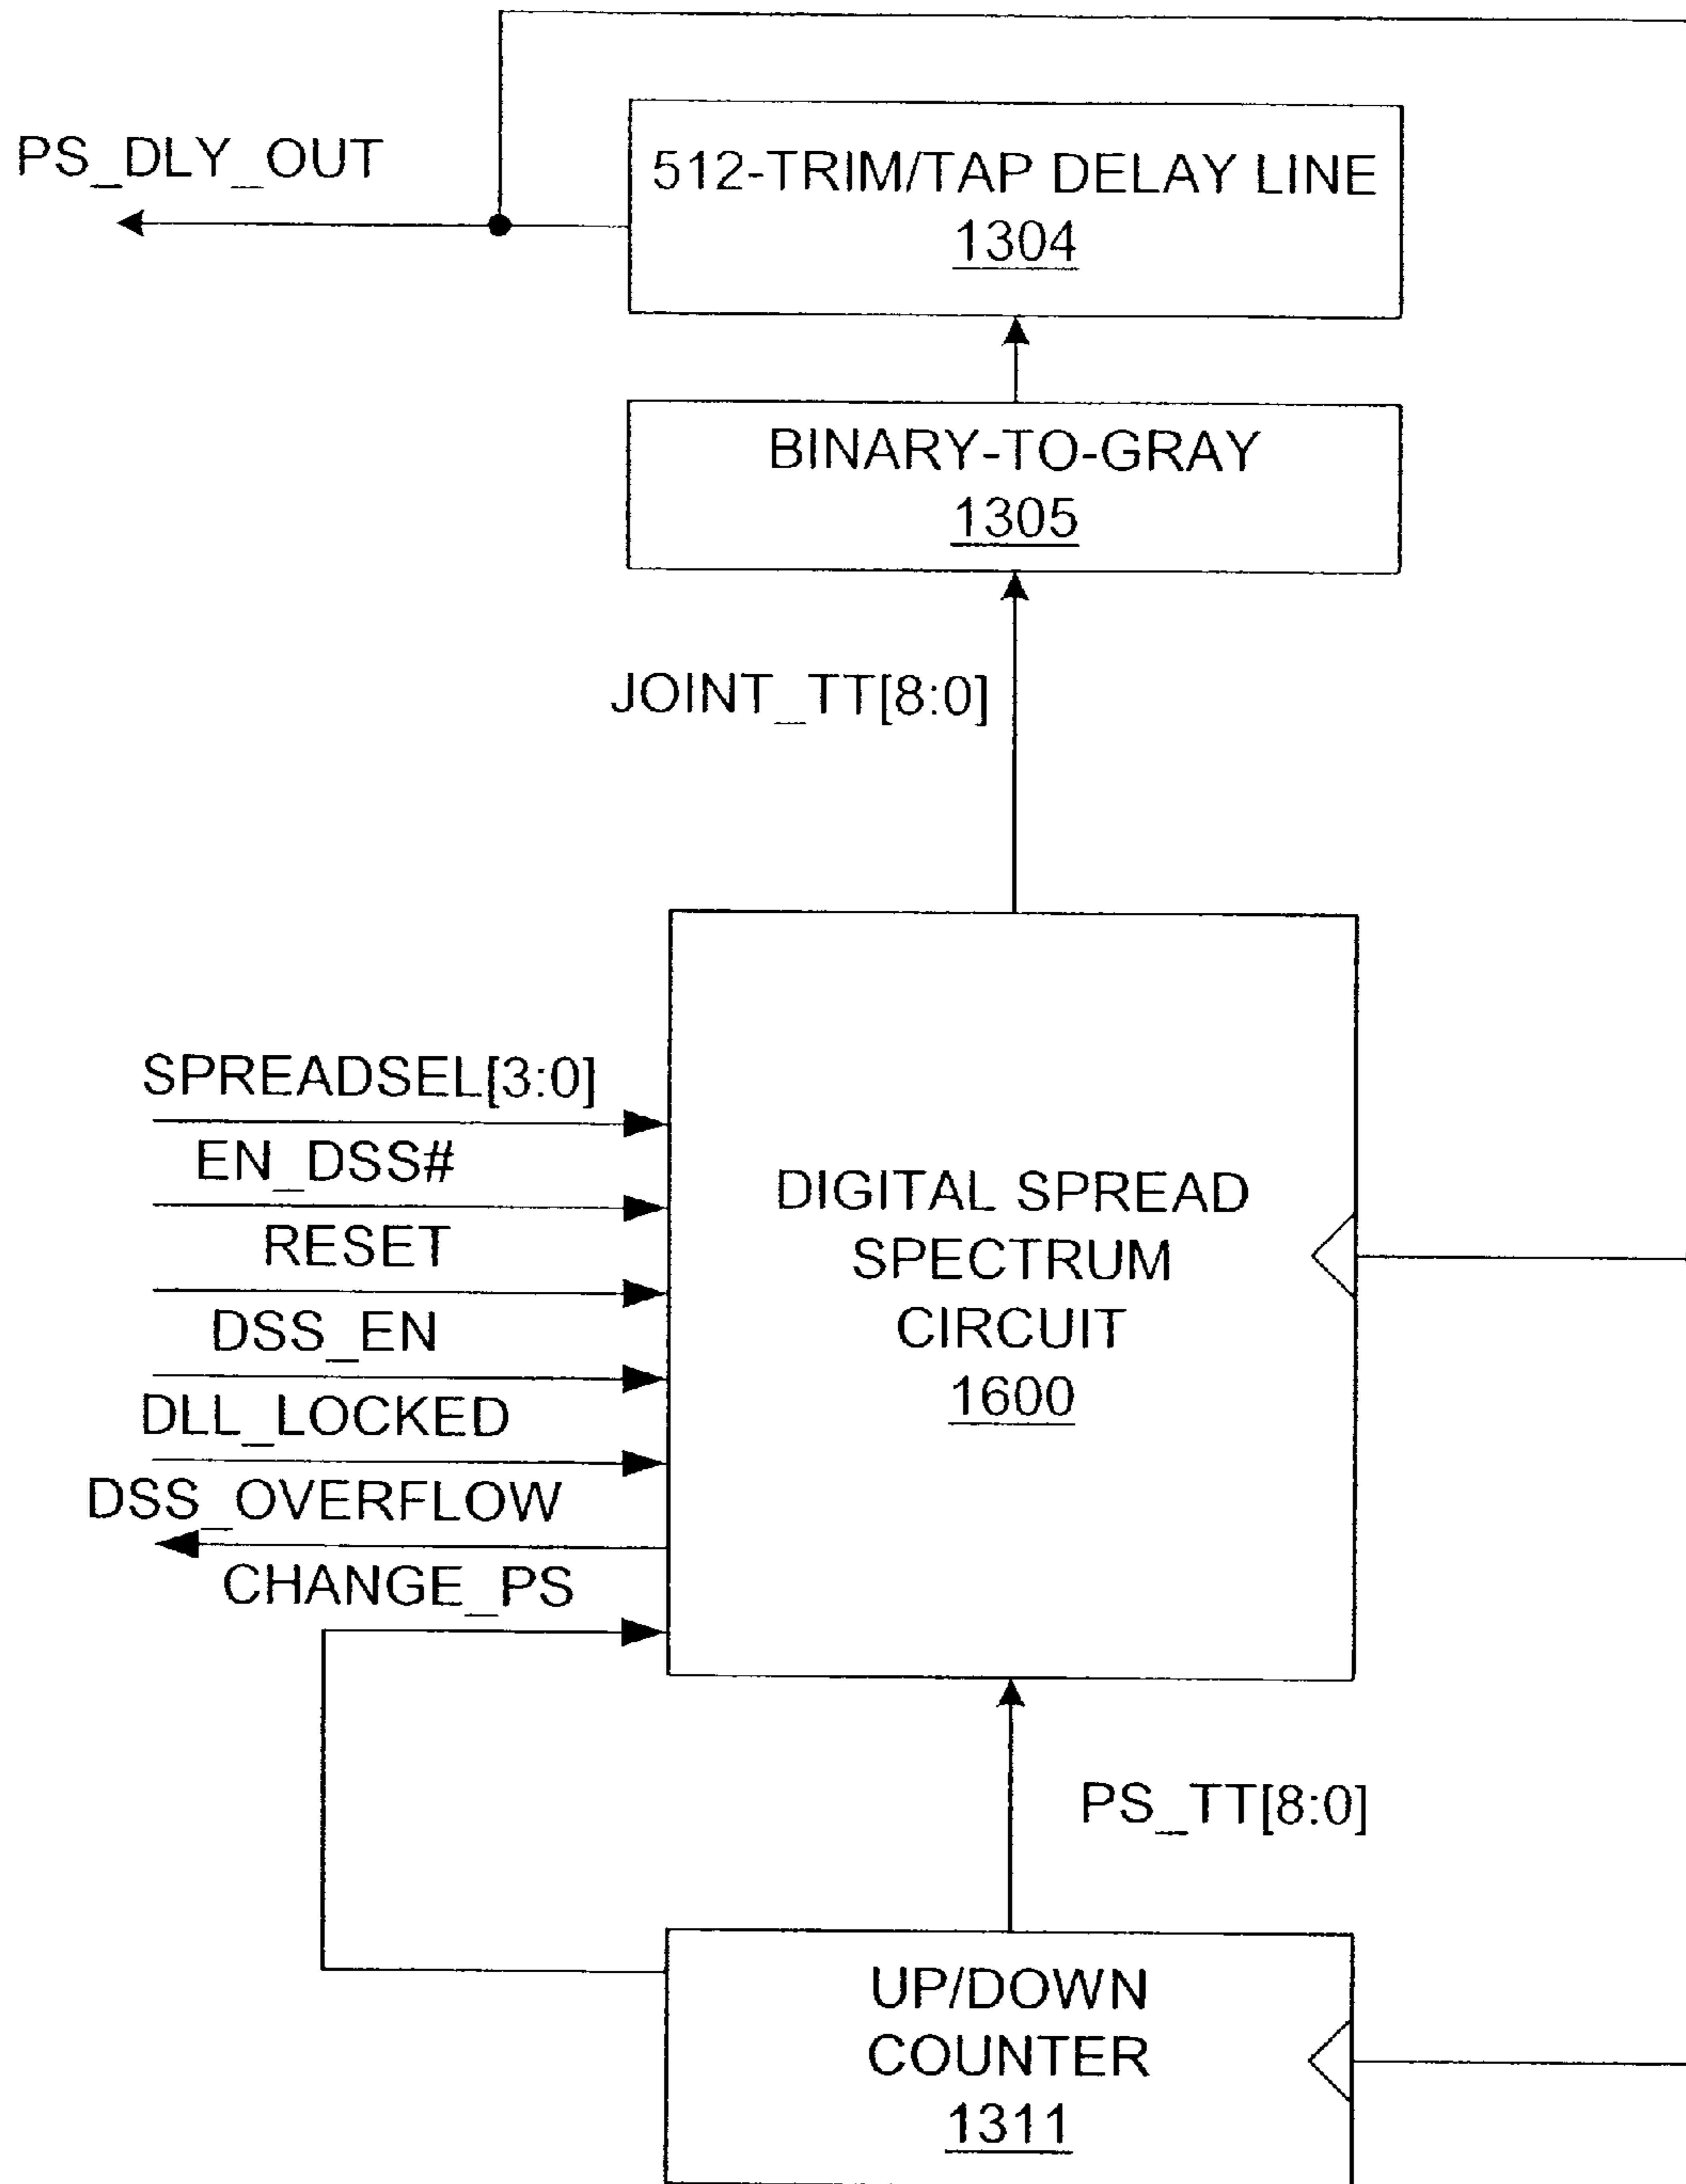 PS_DLY_OUT
512-TRIM/TAP DELAY LINE
1304
BINARY-TO-GRAY
1305
JOINT_TT[8:0]
SPREADSEL[3:0]
EN_DSS#
RESET
DSS_EN
DLL_LOCKED
DSS_OVERFLOW
CHANGE_PS
DIGITAL SPREAD
SPECTRUM
CIRCUIT
1600
PS_TT[8:0]
UP/DOWN
COUNTER
1311